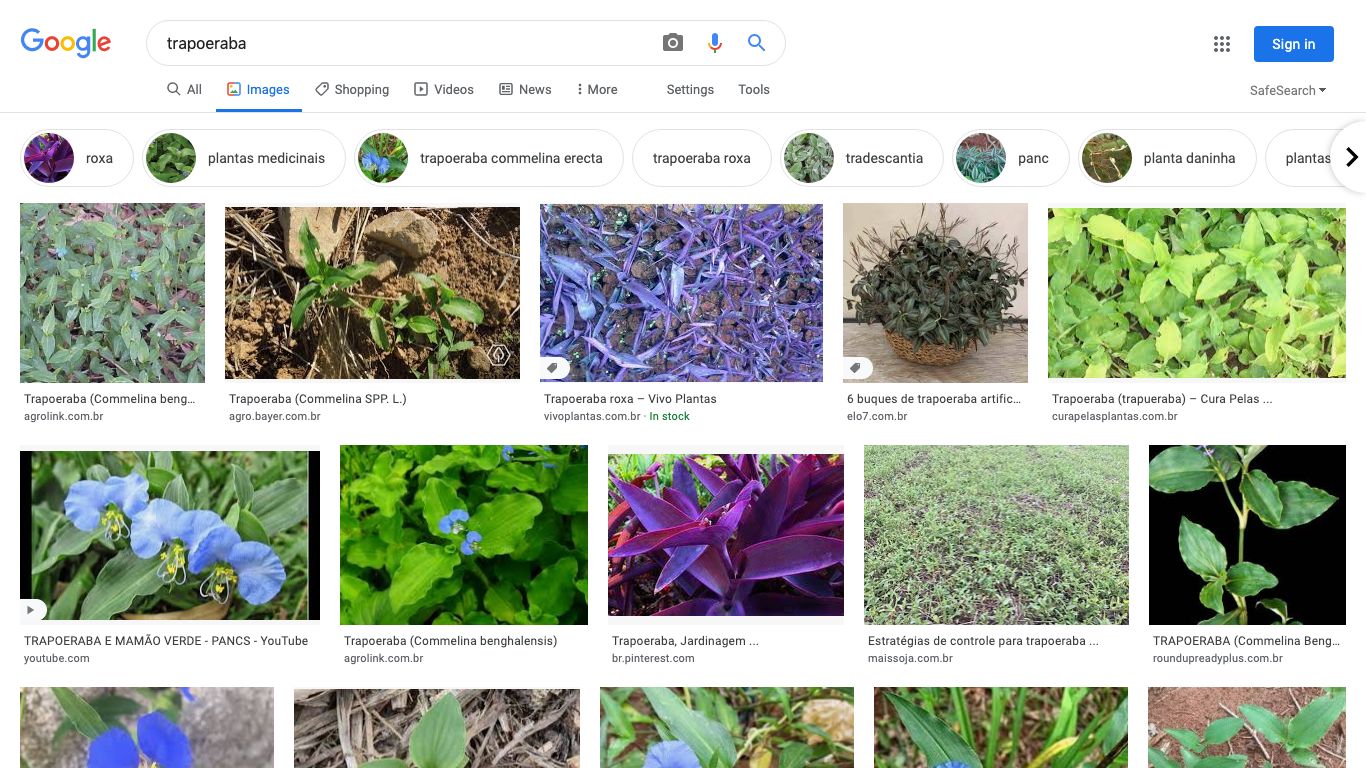 Google
trapoeraba
Sign in
All
Images
Shopping
Videos
News
More
Settings
Tools
SafeSearch
roxa
plantas medicinais
trapoeraba commelina erecta
trapoeraba roxa
tradescantia
panc
planta daninha
plantas
Trapoeraba (Commelina beng...
agrolink.com.br
Trapoeraba (Commelina SPP. L.)
agro.bayer.com.br
Trapoeraba roxa – Vivo Plantas
vivoplantas.com.br · In stock
6 buques de trapoeraba artific...
elo7.com.br
Trapoeraba (trapueraba) – Cura Pelas ...
curapelasplantas.com.br
TRAPOERABA E MAMÃO VERDE - PANCS - YouTube
youtube.com
Trapoeraba (Commelina benghalensis)
agrolink.com.br
Trapoeraba, Jardinagem ...
br.pinterest.com
Estratégias de controle para trapoeraba ...
maissoja.com.br
TRAPOERABA (Commelina Beng...
roundupreadyplus.com.br